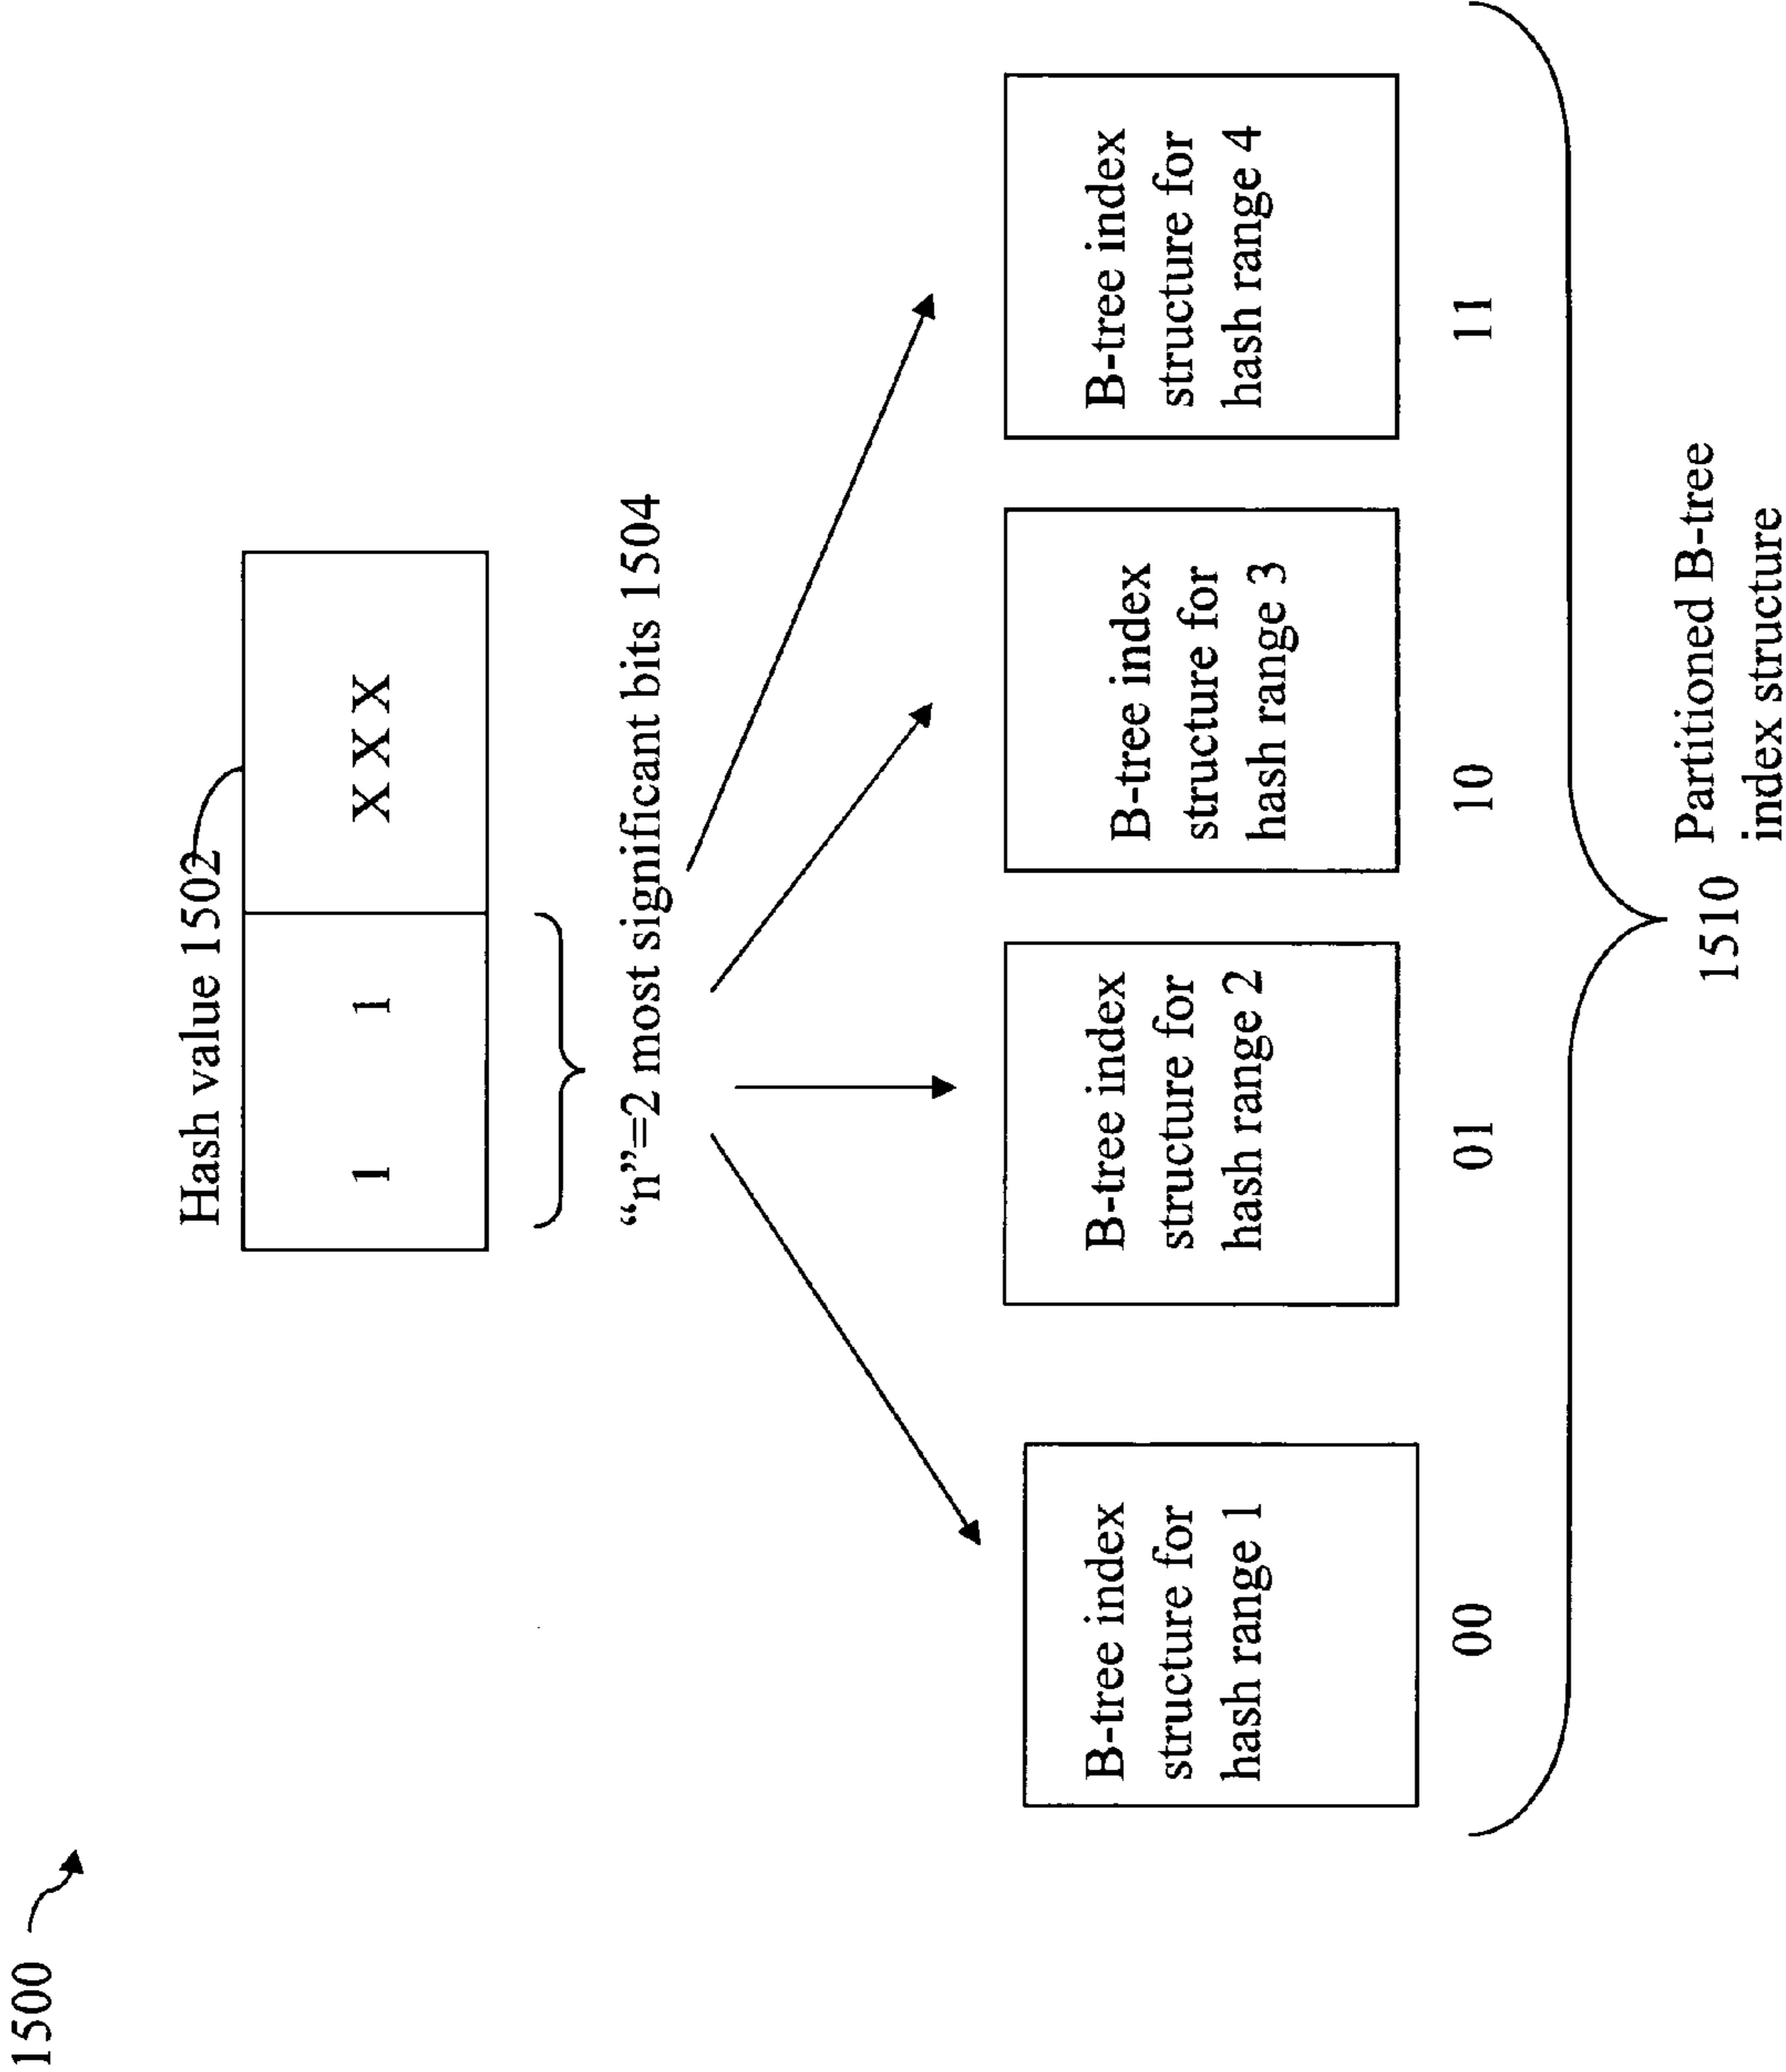 1500
Hash value 1502
1 1 X X X
“n”=2 most significant bits 1504
B-tree index
structure for
hash range 1
B-tree index
structure for
hash range 2
B-tree index
structure for
hash range 3
B-tree index
structure for
hash range 4
00 01 10 11
1510 Partitioned B-tree
index structure